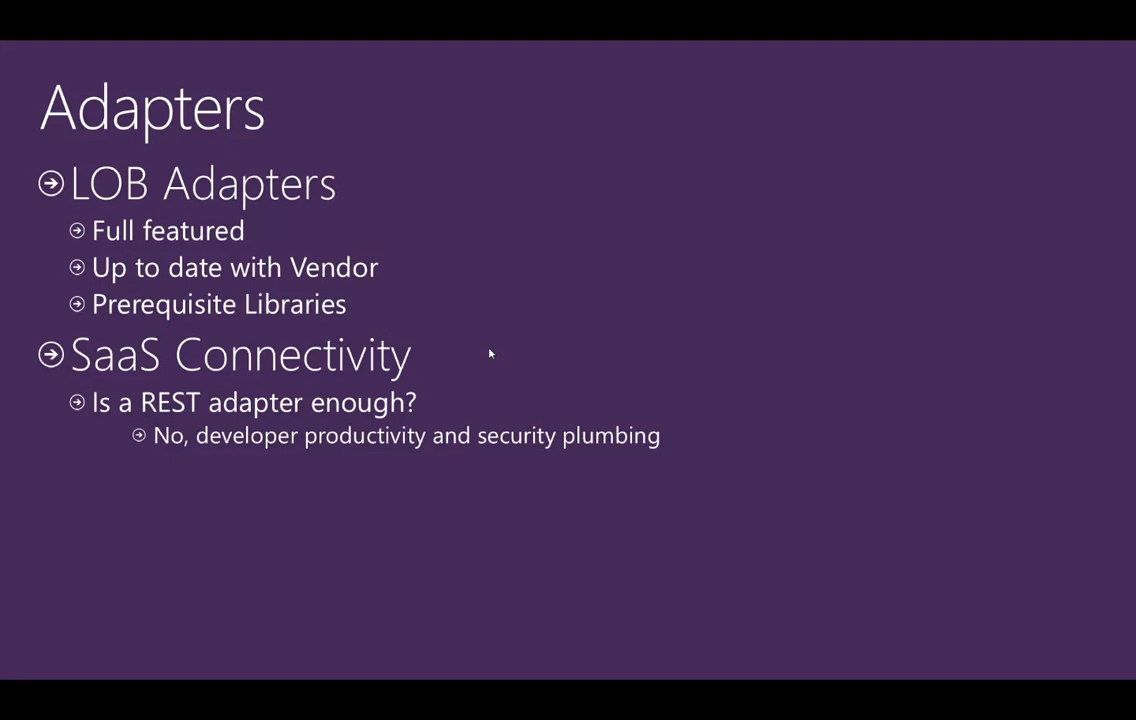 Adapters
LOB Adapters
Full featured
Up to date with Vendor
Prerequisite Libraries
SaaS Connectivity
Is a REST adapter enough?
No, developer productivity and security plumbing